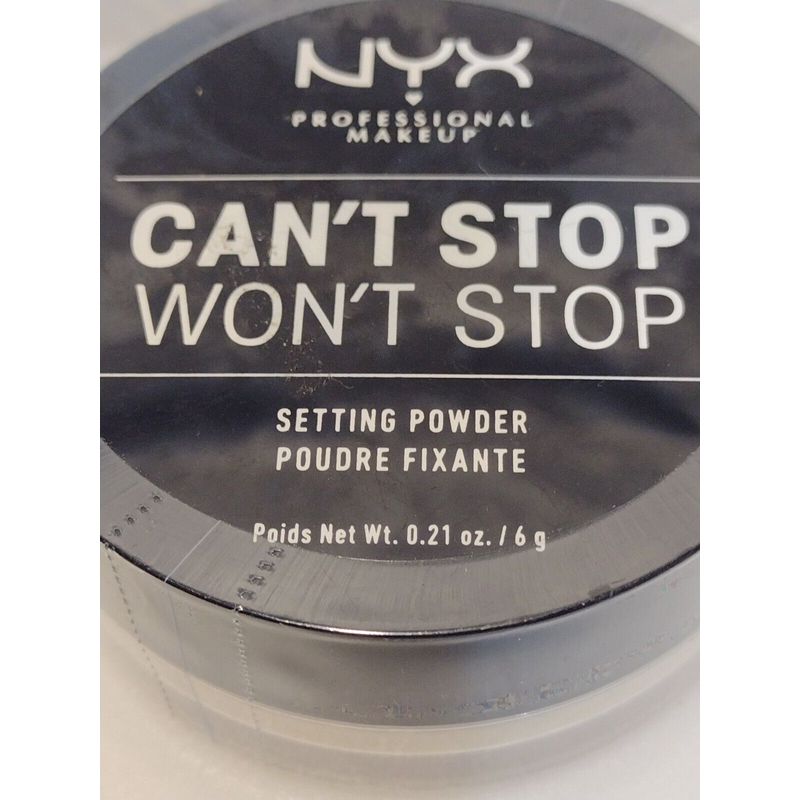 NYX
PROFESSIONAL
MAKEUP
CAN'T STOP
WON'T STOP
SETTING POWDER
POUDRE FIXANTE
Poids Net Wt. 0.21 oz. / 6 g